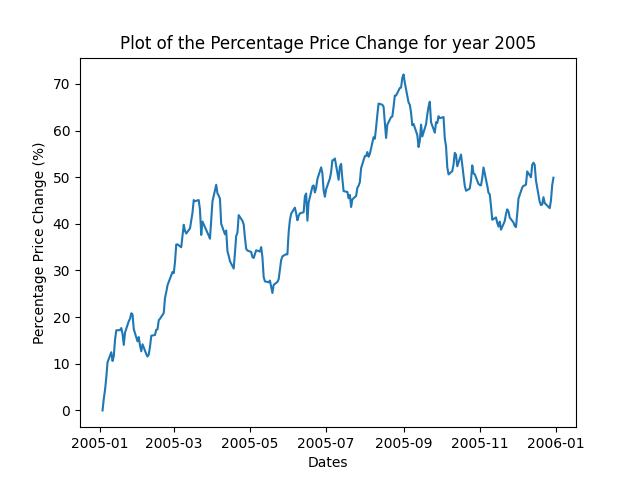 Plot of the Percentage Price Change for year 2005
Percentage Price Change (%)
70
60
50
40
30
20
10
0
2005-01 2005-03 2005-05 2005-07 2005-09 2005-11 2006-01
Dates